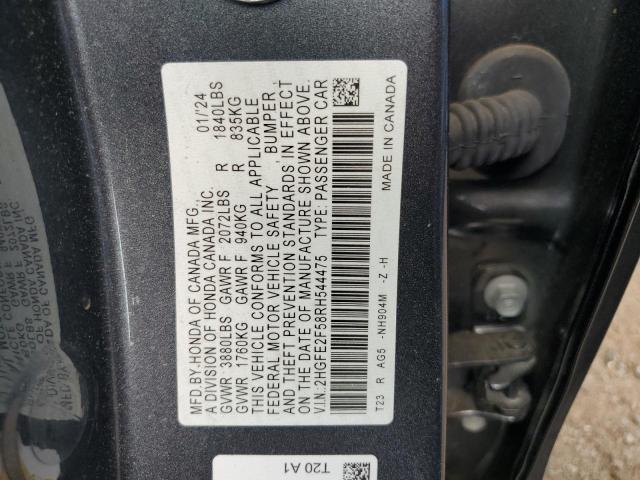 MFD.BY:HONDA OF CANADA MFG. 01/'24
A DIVISION OF HONDA CANADA INC.
GVWR 3880LBS GAWR F 2072LBS R 1840LBS
GVWR 1760KG GAWR F 940KG R 835KG
THIS VEHICLE CONFORMS TO ALL APPLICABLE
FEDERAL MOTOR VEHICLE SAFETY, BUMPER
AND THEFT PREVENTION STANDARDS IN EFFECT
ON THE DATE OF MANUFACTURE SHOWN ABOVE.
V.I.N.:2HGFE2F58RH544475 TYPE:PASSENGER CAR
T23 R AG5 -NH904M -Z -H MADE IN CANADA
T20 A1